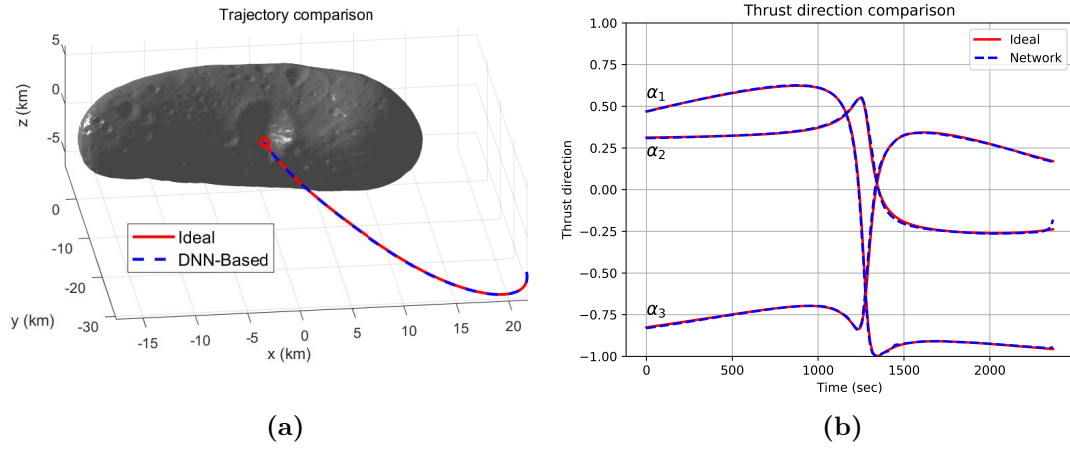 Trajectory comparison
5
0
-5
z (km)
0
-10
-20
-30
y (km)
-15
-10
-5
0
5
10
15
20
x (km)
Ideal
DNN-Based
(a)
Thrust direction comparison
1.00
0.75
0.50
0.25
0.00
-0.25
-0.50
-0.75
-1.00
Thrust direction
α1
α2
α3
Ideal
Network
0
500
1000
1500
2000
Time (sec)
(b)